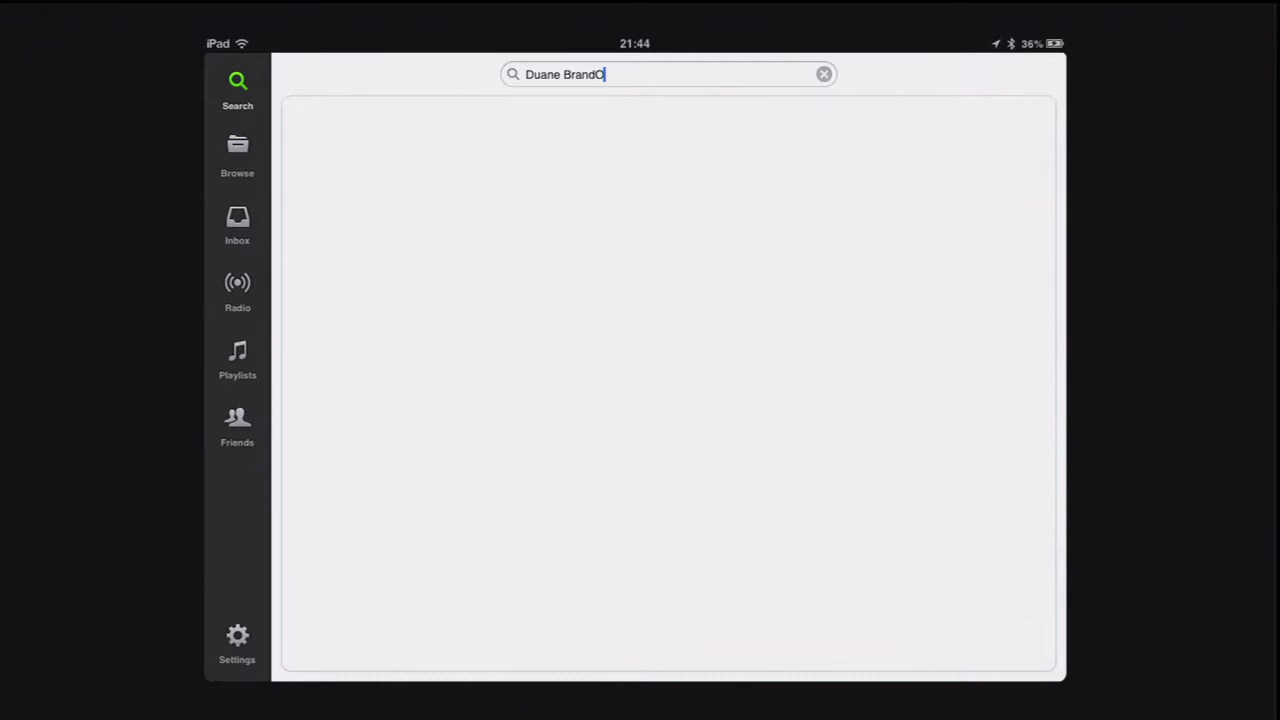 iPad
21:44
36%
Duane BrandO
Search
Browse
Inbox
Radio
Playlists
Friends
Settings